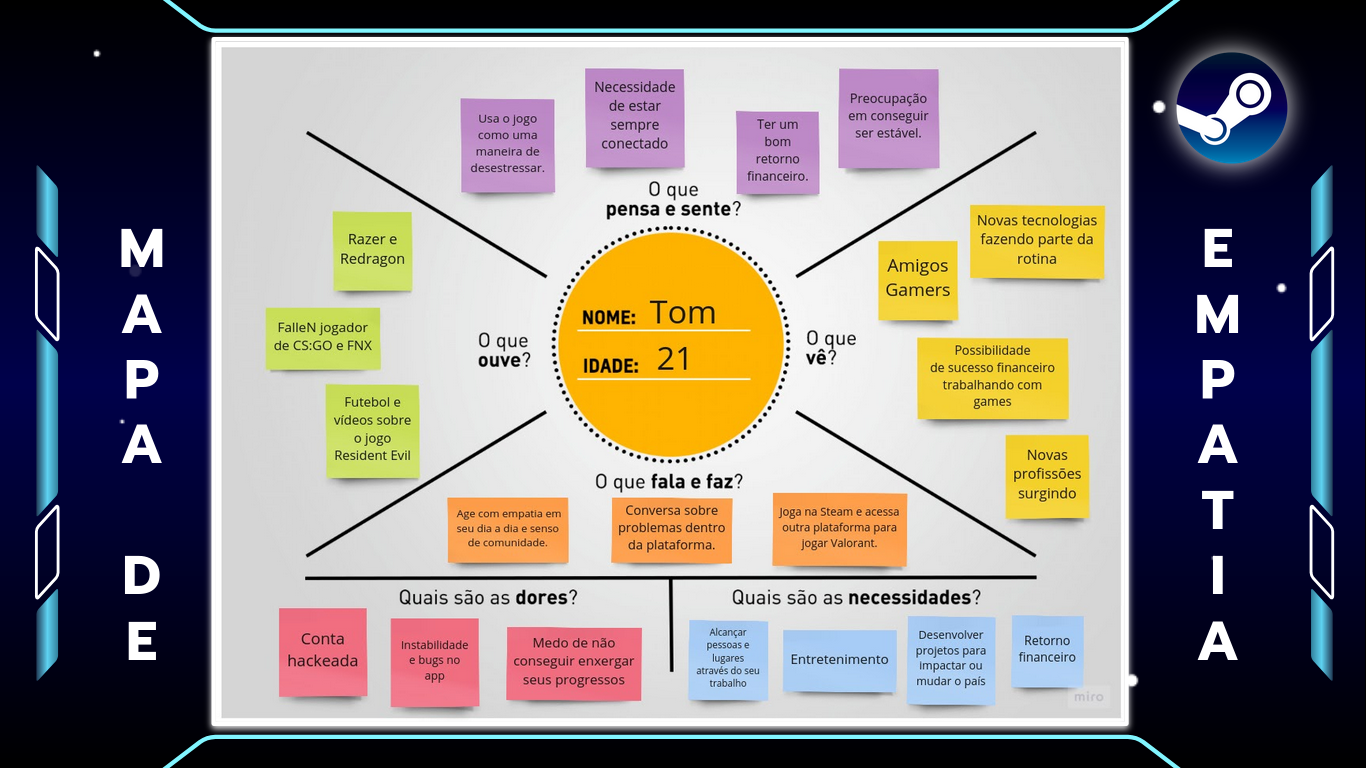 MAPA DE
EMPATIA
Usa o jogo
como uma
maneira de
desestressar.
Necessidade
de estar
sempre
conectado
Ter um
bom
retorno
financeiro.
Preocupação
em conseguir
ser estável.
O que
pensa e sente?
Razer e
Redragon
FalleN jogador
de CS:GO e FNX
Futebol e
vídeos sobre
o jogo
Resident Evil
O que
ouve?
NOME: Tom
IDADE: 21
O que
vê?
Amigos
Gamers
Novas tecnologias
fazendo parte da
rotina
Possibilidade
de sucesso financeiro
trabalhando com
games
Novas
profissões
surgindo
O que fala e faz?
Age com empatia em
seu dia a dia e senso
de comunidade.
Conversa sobre
problemas dentro
da plataforma.
Joga na Steam e acessa
outra plataforma para
jogar Valorant.
Quais são as dores?
Conta
hackeada
Instabilidade
e bugs no
app
Medo de não
conseguir enxergar
seus progressos
Quais são as necessidades?
Alcançar
pessoas e
lugares
através do seu
trabalho
Entretenimento
Desenvolver
projetos para
impactar ou
mudar o país
Retorno
financeiro
miro